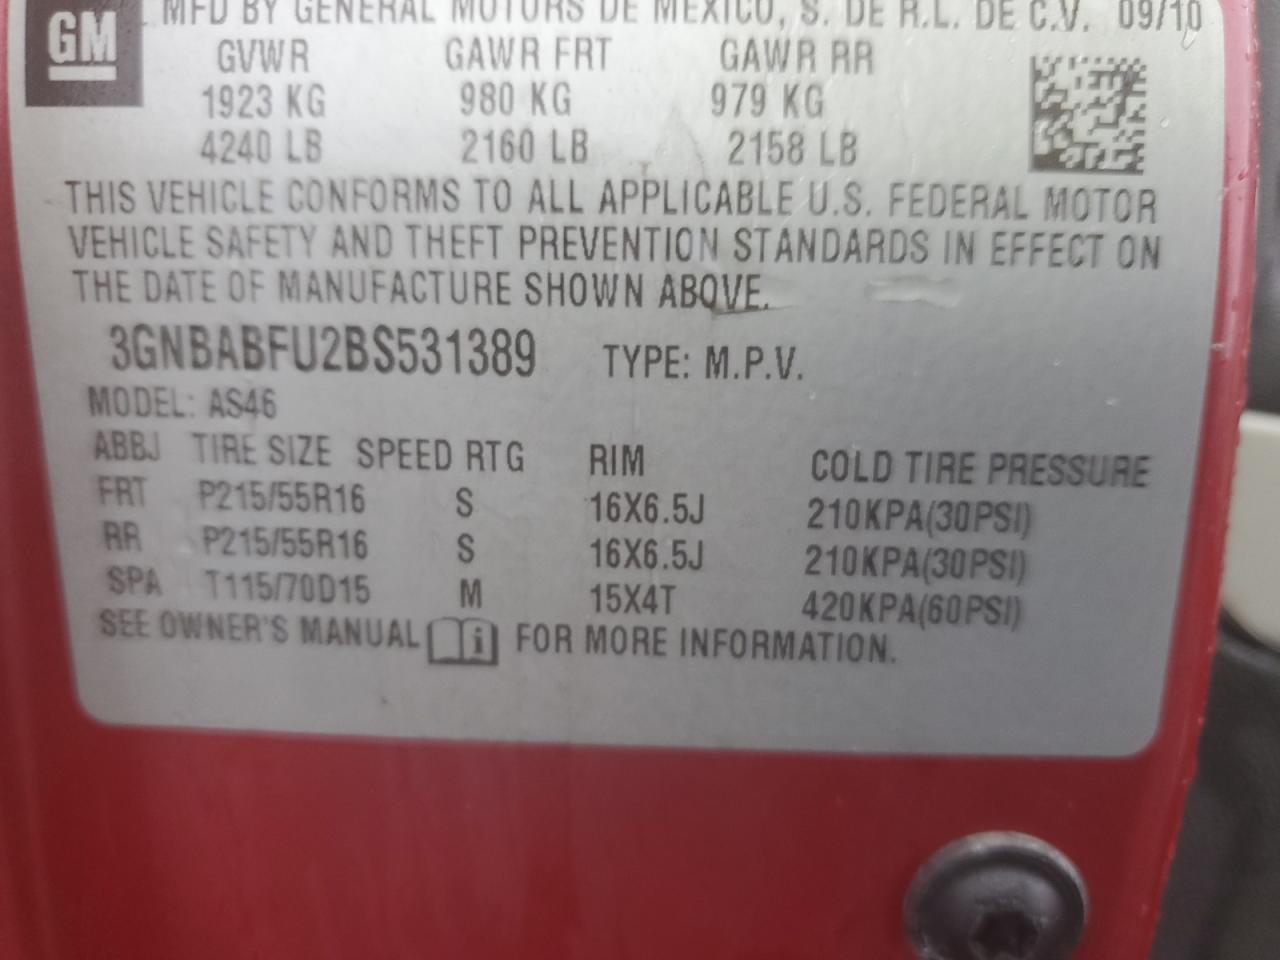 GM
MFD BY GENERAL MOTORS DE MEXICO, S. DE R.L. DE C.V. 09/10
GVWR GAWR FRT GAWR RR
1923 KG 980 KG 979 KG
4240 LB 2160 LB 2158 LB
THIS VEHICLE CONFORMS TO ALL APPLICABLE U.S. FEDERAL MOTOR
VEHICLE SAFETY AND THEFT PREVENTION STANDARDS IN EFFECT ON
THE DATE OF MANUFACTURE SHOWN ABOVE.
3GNBABFU2BS531389 TYPE: M.P.V.
MODEL: AS46
ABBJ TIRE SIZE SPEED RTG RIM COLD TIRE PRESSURE
FRT P215/55R16 S 16X6.5J 210KPA(30PSI)
RR P215/55R16 S 16X6.5J 210KPA(30PSI)
SPA T115/70D15 M 15X4T 420KPA(60PSI)
SEE OWNER'S MANUAL i FOR MORE INFORMATION.